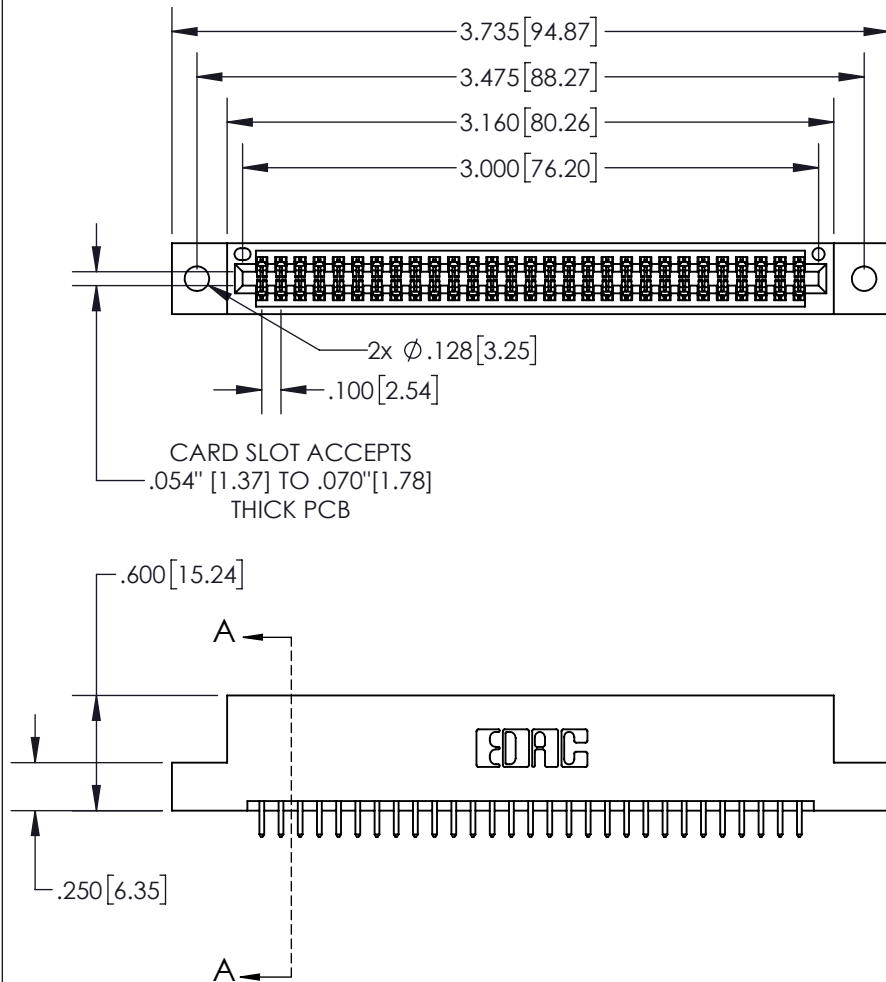 3.735[94.87]
3.475[88.27]
3.160[80.26]
3.000[76.20]
2x Ø.128[3.25]
.100[2.54]
CARD SLOT ACCEPTS
.054" [1.37] TO .070"[1.78]
THICK PCB
.600[15.24]
A
EDAC
.250[6.35]
A